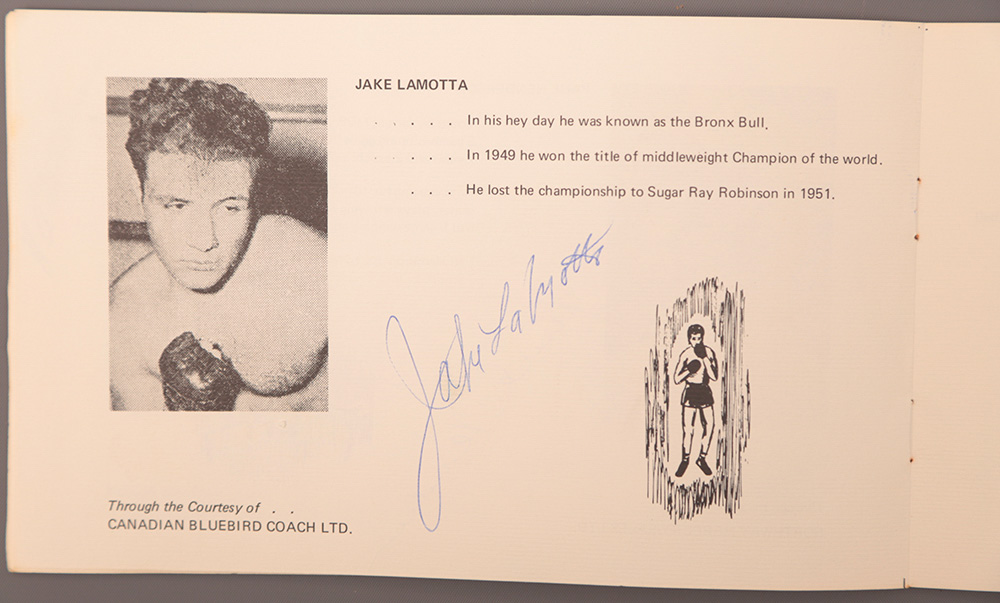 JAKE LAMOTTA
. . . . . In his hey day he was known as the Bronx Bull.
. . . . . In 1949 he won the title of middleweight Champion of the world.
. . . He lost the championship to Sugar Ray Robinson in 1951.
Jake LaMotta
Through the Courtesy of . .
CANADIAN BLUEBIRD COACH LTD.